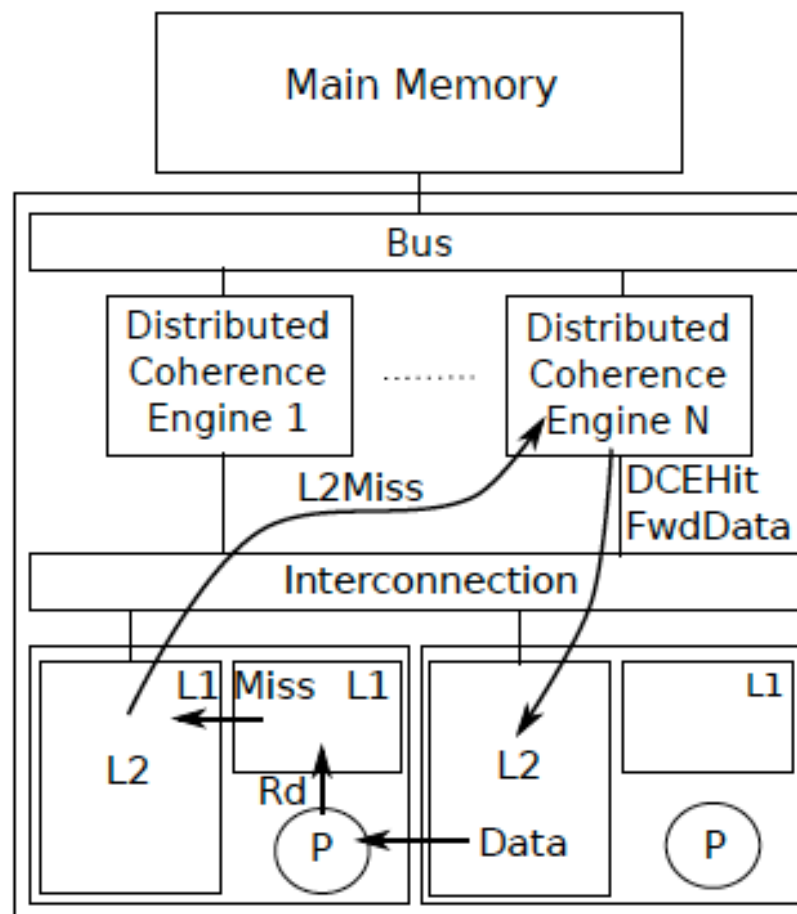 Main Memory
Bus
Distributed
Coherence
Engine 1
Distributed
Coherence
Engine N
L2Miss
DCEHit
FwdData
Interconnection
L1 Miss
L1
L2
Rd
P
L1
L2
Data
P